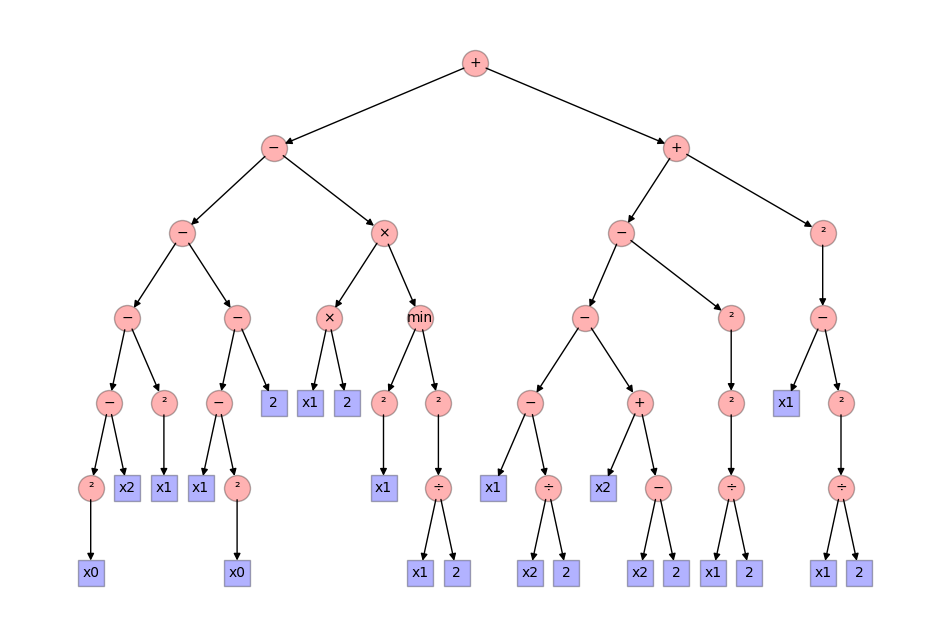 +
− +
− × − ²
− − × min − ² −
− ² − 2 x1 2 ² ² − + ² x1 ²
² x2 x1 x1 ² x1 ÷ x1 ÷ x2 − ÷ ÷
x0 x0 x1 2 x2 2 x2 2 x1 2 x1 2